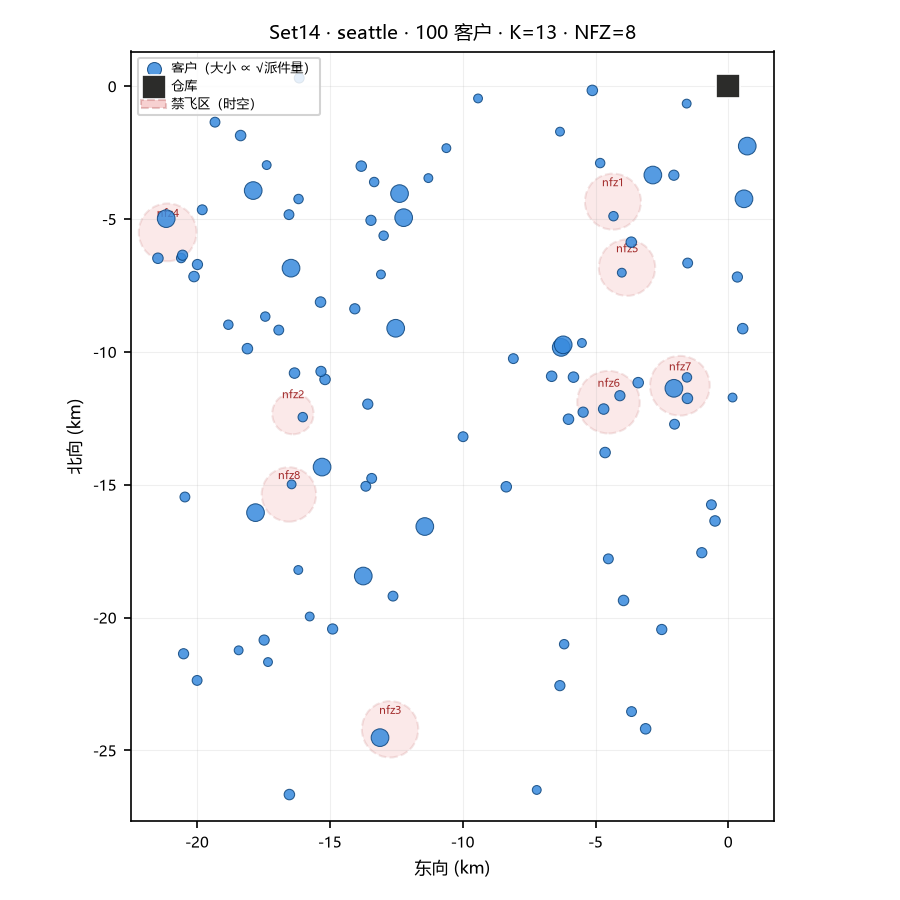 Set14 · seattle · 100 客户 · K=13 · NFZ=8
客户（大小 ∝ √派件量）
仓库
禁飞区（时空）
0
-5
-10
-15
-20
-25
北向 (km)
nfz1
nfz4
nfz5
nfz7
nfz6
nfz2
nfz8
nfz3
-20
-15
-10
-5
0
东向 (km)